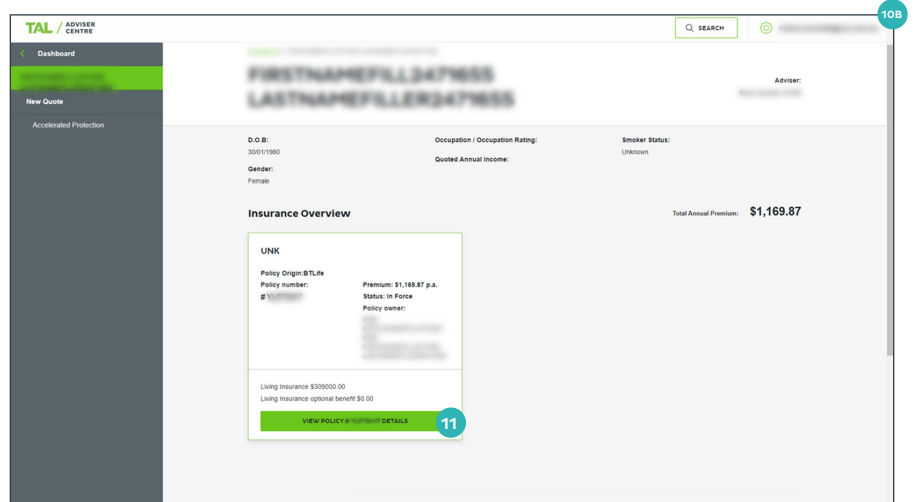 10B
TAL / ADVISER CENTRE
SEARCH
Dashboard
New Quote
Accelerated Protection
FIRSTNAMEFILL2471655
LASTNAMEFILLER2471655
Adviser:
D.O.B:
30/01/1980
Gender:
Female
Occupation / Occupation Rating:
Quoted Annual Income:
Smoker Status:
Unknown
Insurance Overview
Total Annual Premium: $1,169.87
UNK
Policy Origin:BTLife
Policy number:
#
Premium: $1,169.87 p.a.
Status: In Force
Policy owner:
Living Insurance $309000.00
Living Insurance optional benefit $0.00
VIEW POLICY # DETAILS
11